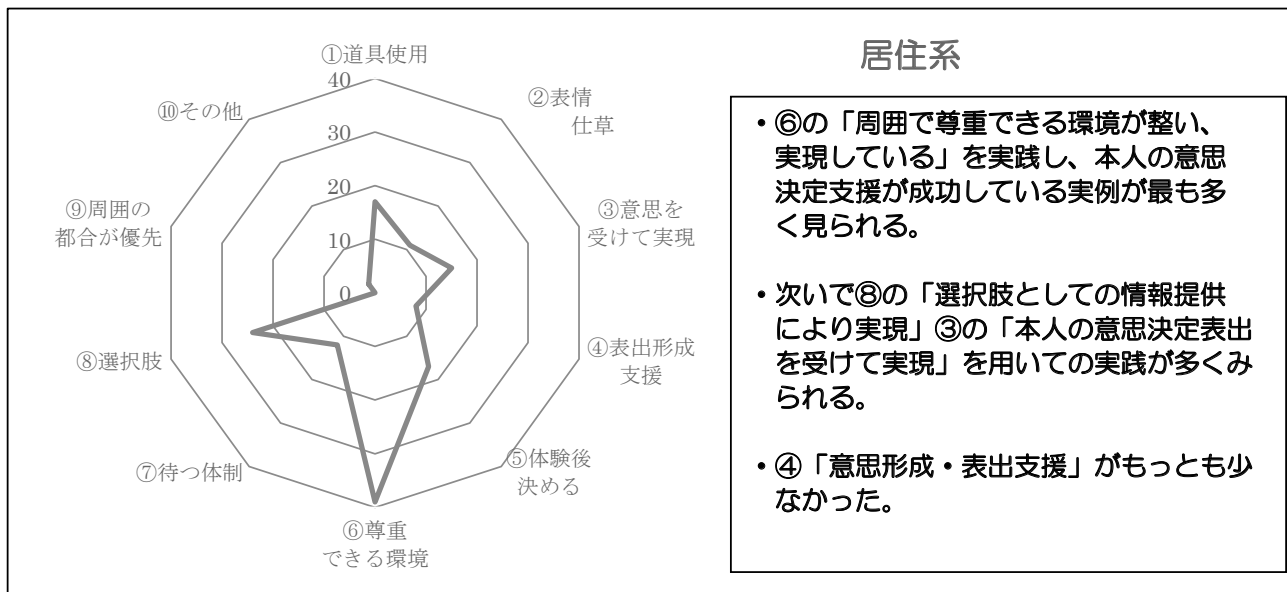 居住系
①道具使用
②表情
仕草
③意思を
受けて実現
④表出形成
支援
⑤体験後
決める
⑥尊重
できる環境
⑦待つ体制
⑧選択肢
⑨周囲の
都合が優先
⑩その他
40
30
20
10
0
・⑥の「周囲で尊重できる環境が整い、
実現している」を実践し、本人の意思
決定支援が成功している実例が最も多
く見られる。
・次いで⑧の「選択肢としての情報提供
により実現」③の「本人の意思決定表出
を受けて実現」を用いての実践が多くみ
られる。
・④「意思形成・表出支援」がもっとも少
なかった。